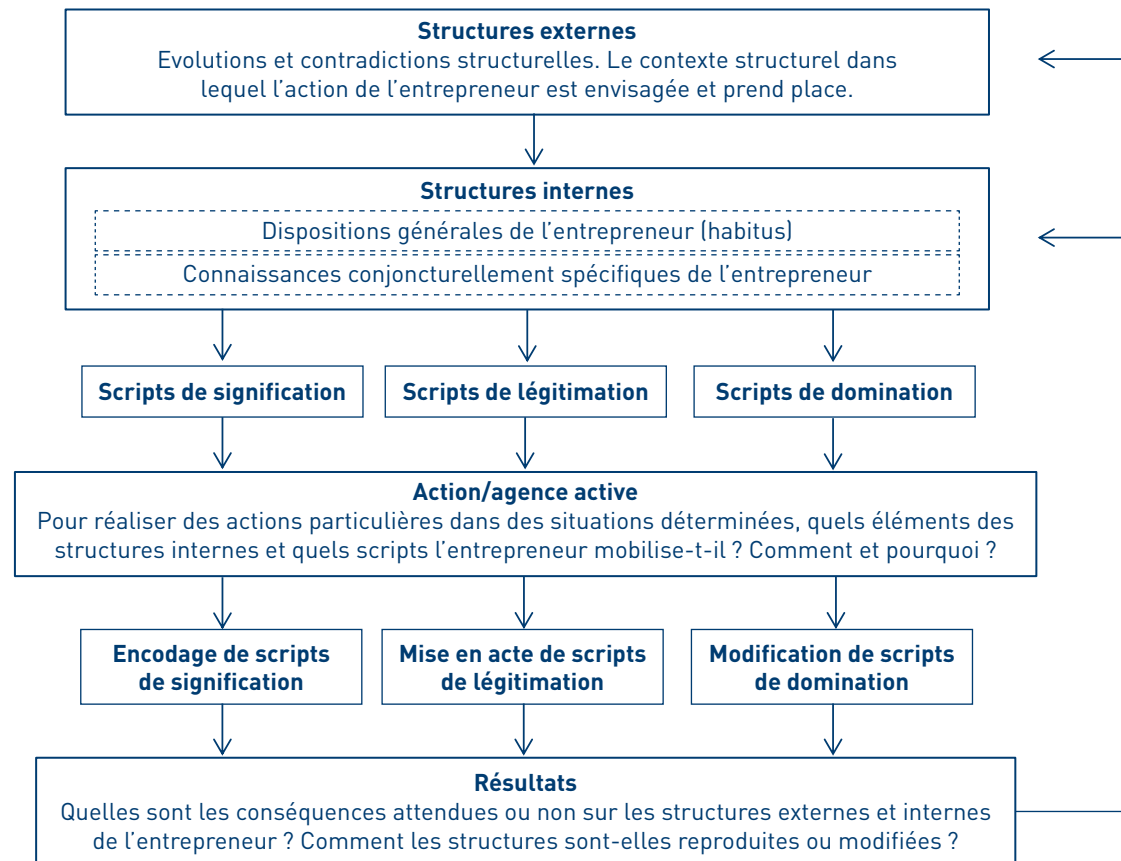 Structures externes
Evolutions et contradictions structurelles. Le contexte structurel dans
lequel l’action de l’entrepreneur est envisagée et prend place.
Structures internes
Dispositions générales de l’entrepreneur (habitus)
Connaissances conjoncturellement spécifiques de l’entrepreneur
Scripts de signification
Scripts de légitimation
Scripts de domination
Action/agence active
Pour réaliser des actions particulières dans des situations déterminées, quels éléments des
structures internes et quels scripts l’entrepreneur mobilise-t-il ? Comment et pourquoi ?
Encodage de scripts
de signification
Mise en acte de scripts
de légitimation
Modification de scripts
de domination
Résultats
Quelles sont les conséquences attendues ou non sur les structures externes et internes
de l’entrepreneur ? Comment les structures sont-elles reproduites ou modifiées ?